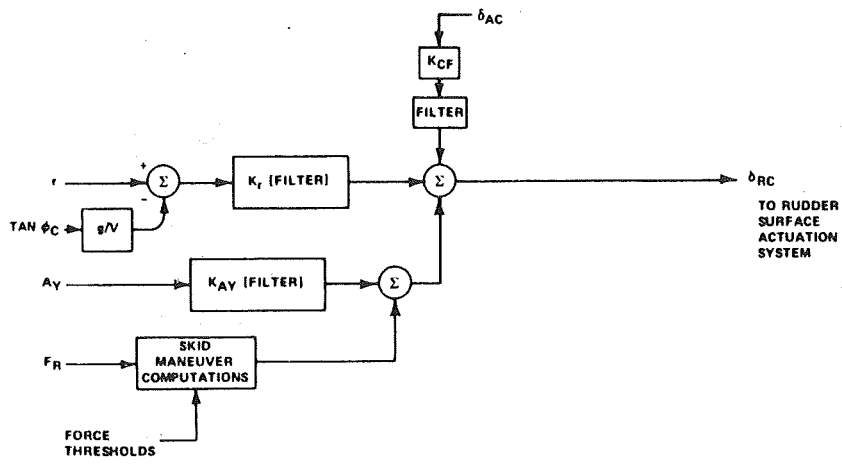 δAC
KCF
FILTER
+
r
Σ
Kr (FILTER)
Σ
δRC
−
TAN ϕC
g/V
TO RUDDER
SURFACE
ACTUATION
SYSTEM
AY
KAY (FILTER)
Σ
FR
SKID
MANEUVER
COMPUTATIONS
FORCE
THRESHOLDS